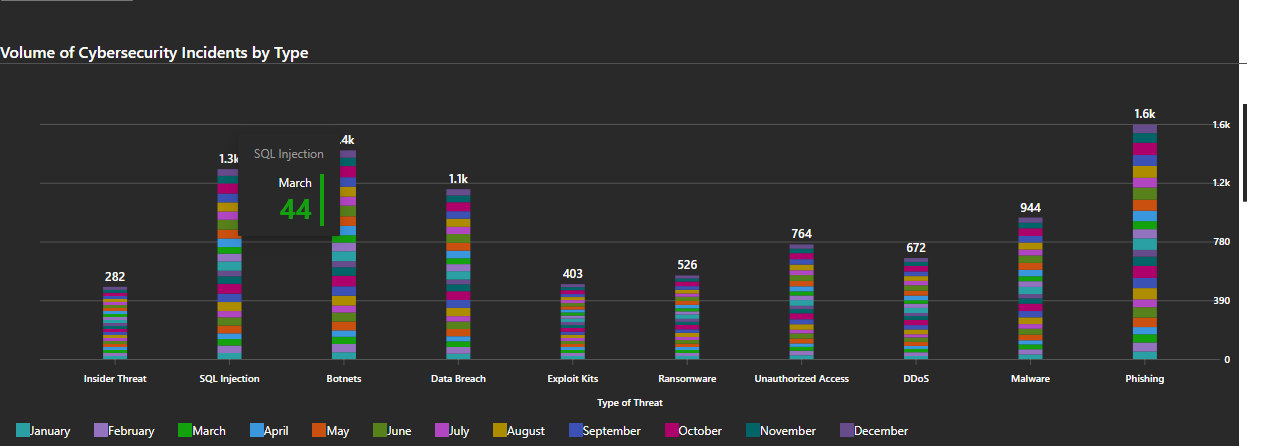 Volume of Cybersecurity Incidents by Type
1.6k
1.6k
.4k
SQL Injection
1.3k
March
44
1.1k
1.2k
944
764
780
672
526
403
390
282
0
Insider Threat SQL Injection Botnets Data Breach Exploit Kits Ransomware Unauthorized Access DDoS Malware Phishing
Type of Threat
January February March April May June July August September October November December